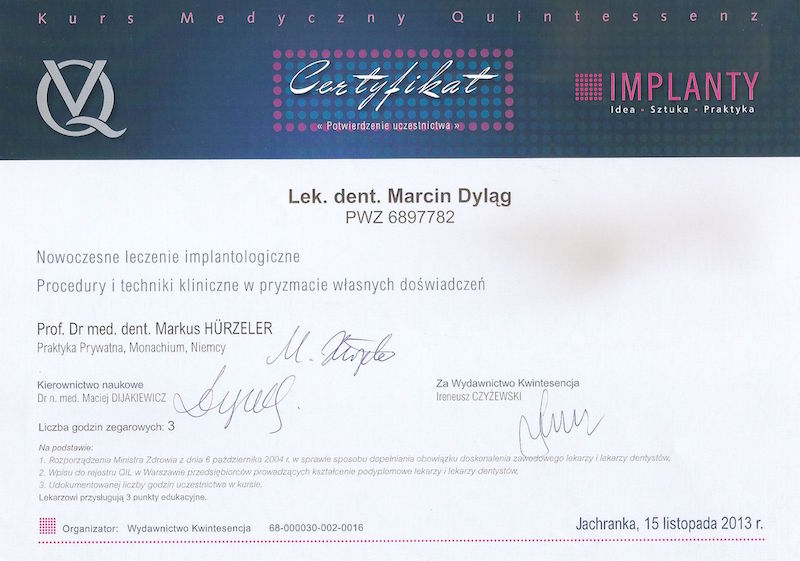 Kurs Medyczny Quintessenz
VQ
Certyfikat
« Potwierdzenie uczestnictwa »
IMPLANTY
Idea • Sztuka • Praktyka
Lek. dent. Marcin Dyląg
PWZ 6897782
Nowoczesne leczenie implantologiczne
Procedury i techniki kliniczne w pryzmacie własnych doświadczeń
Prof. Dr med. dent. Markus HÜRZELER
Praktyka Prywatna, Monachium, Niemcy
Kierownictwo naukowe
Dr n. med. Maciej DIJAKIEWICZ
Za Wydawnictwo Kwintesencja
Ireneusz CZYŻEWSKI
Liczba godzin zegarowych: 3
Na podstawie:
1. Rozporządzenia Ministra Zdrowia z dnia 6 października 2004 r. w sprawie sposobu dopełniania obowiązku doskonalenia zawodowego lekarzy i lekarzy dentystów,
2. Wpisu do rejestru OIL w Warszawie przedsiębiorców prowadzących kształcenie podyplomowe lekarzy i lekarzy dentystów,
3. Udokumentowanej liczby godzin uczestnictwa w kursie.
Lekarzowi przysługują 3 punkty edukacyjne.
Organizator: Wydawnictwo Kwintesencja 68-000030-002-0016
Jachranka, 15 listopada 2013 r.